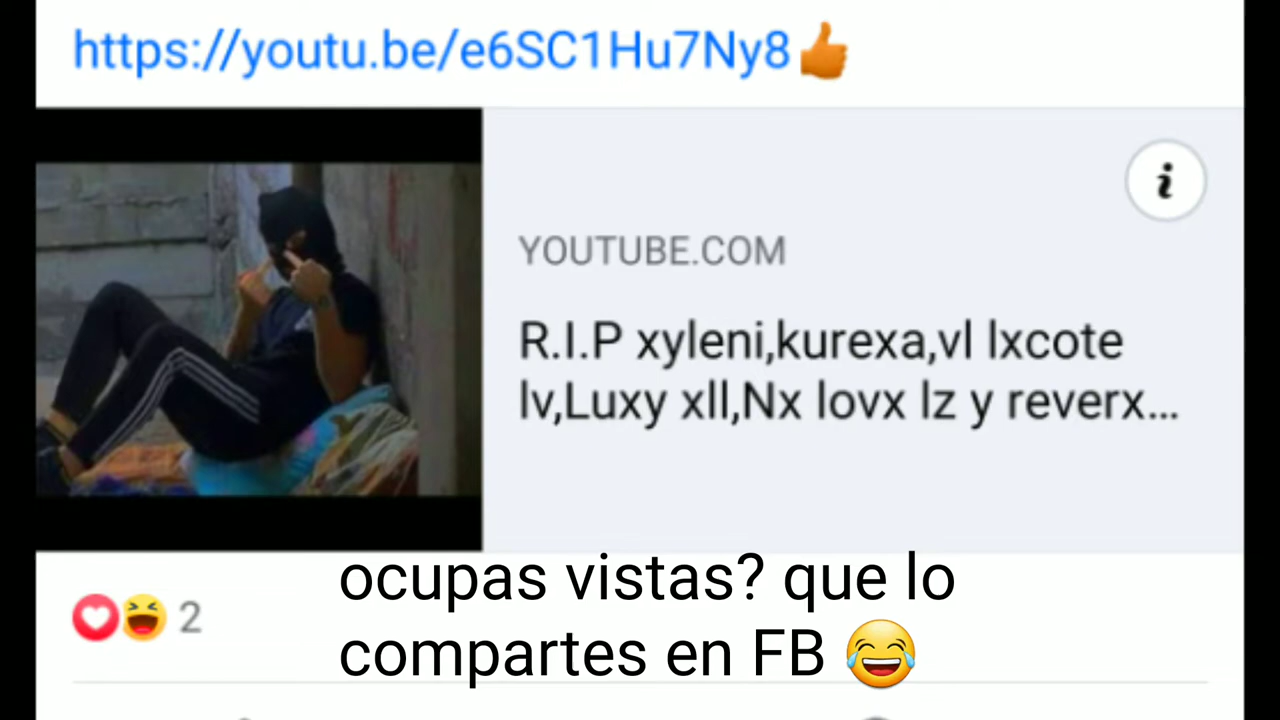 https://youtu.be/e6SC1Hu7Ny8👍
i
YOUTUBE.COM
R.I.P xyleni,kurexa,vl lxcote
lv,Luxy xll,Nx lovx lz y reverx...
2
ocupas vistas? que lo
compartes en FB 😂